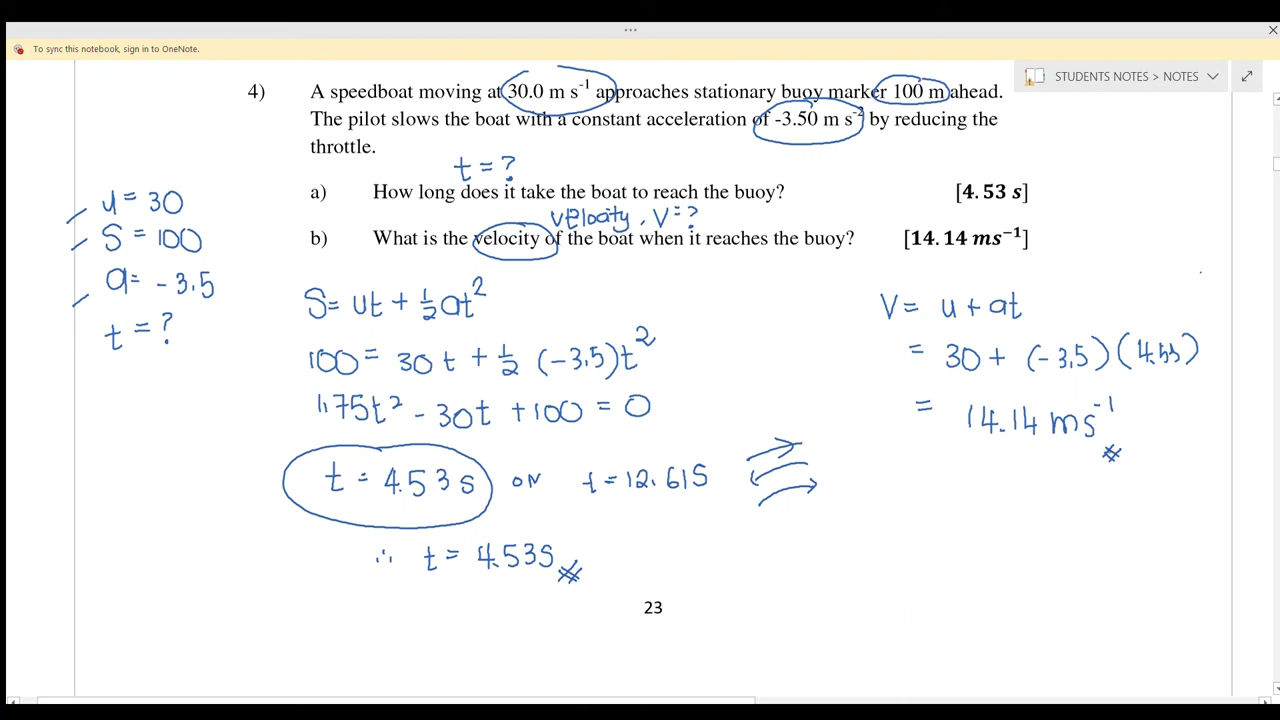 To sync this notebook, sign in to OneNote.
STUDENTS NOTES > NOTES
4) A speedboat moving at 30.0 m s⁻¹ approaches stationary buoy marker 100 m ahead.
The pilot slows the boat with a constant acceleration of -3.50 m s⁻² by reducing the
throttle.
t = ?
a) How long does it take the boat to reach the buoy? [4.53 s]
velocity, V = ?
b) What is the velocity of the boat when it reaches the buoy? [14.14 ms⁻¹]
u = 30
S = 100
a = -3.5
t = ?
S = ut + ½at²
100 = 30t + ½ (-3.5)t²
1.75t² - 30t + 100 = 0
t = 4.53s or t = 12.61s
∴ t = 4.53s
V = u + at
= 30 + (-3.5)(4.53)
= 14.14 ms⁻¹
23